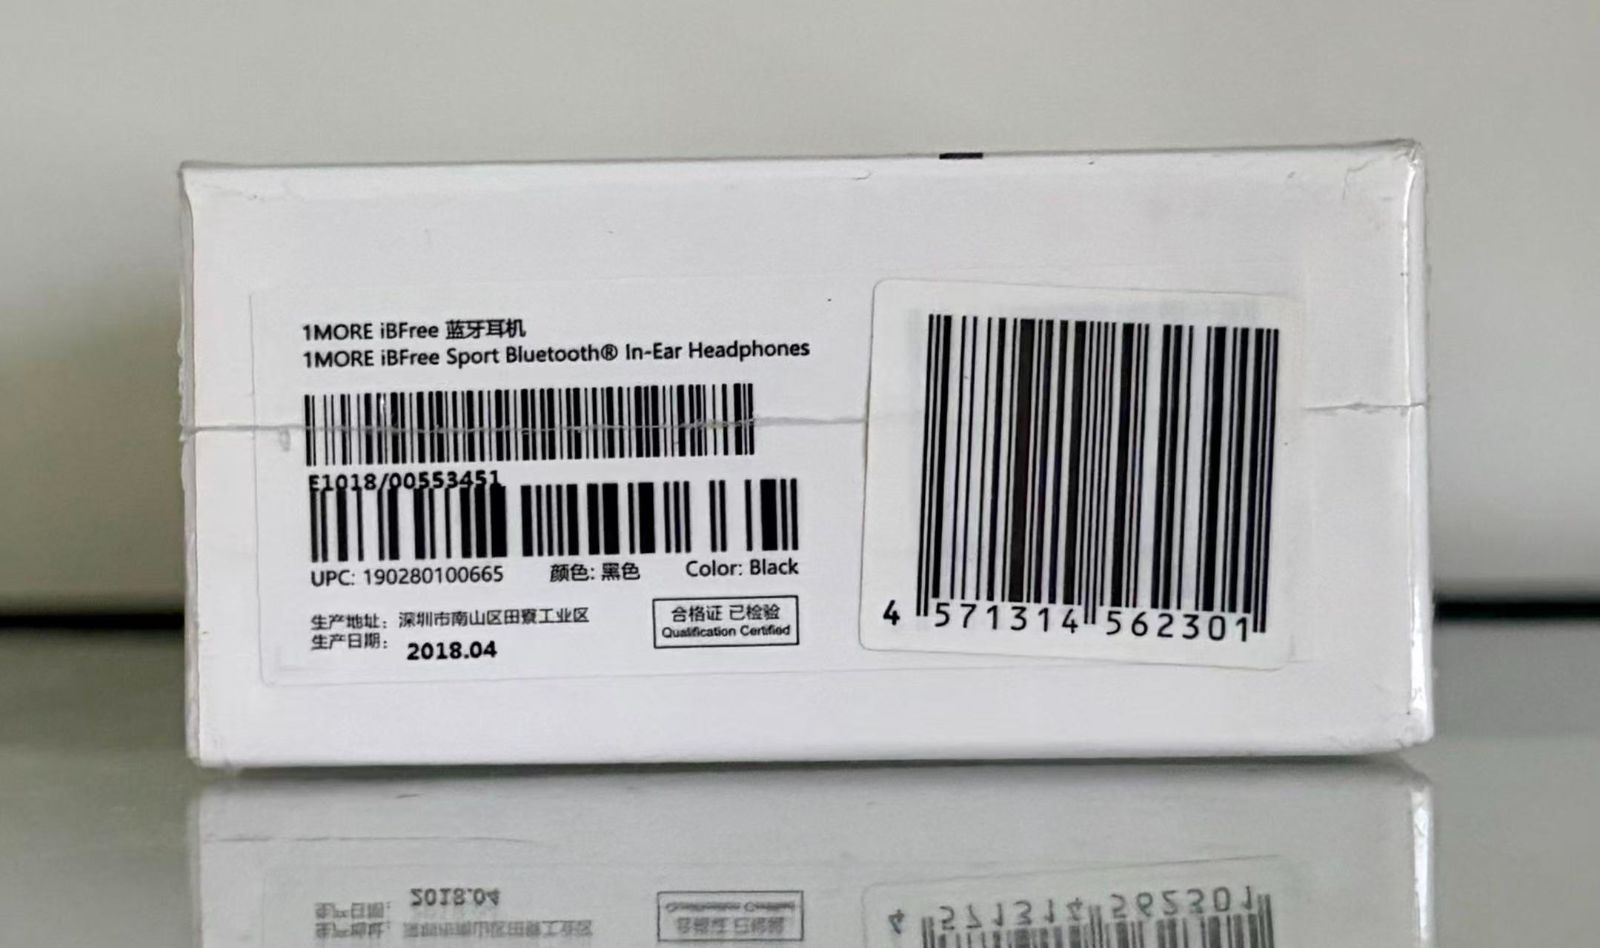 1MORE iBFree 蓝牙耳机
1MORE iBFree Sport Bluetooth® In-Ear Headphones
E1018/00553451
UPC: 190280100665 颜色: 黑色 Color: Black
生产地址: 深圳市南山区田寮工业区
生产日期: 2018.04
合格证 已检验
Qualification Certified
4 571314 562301